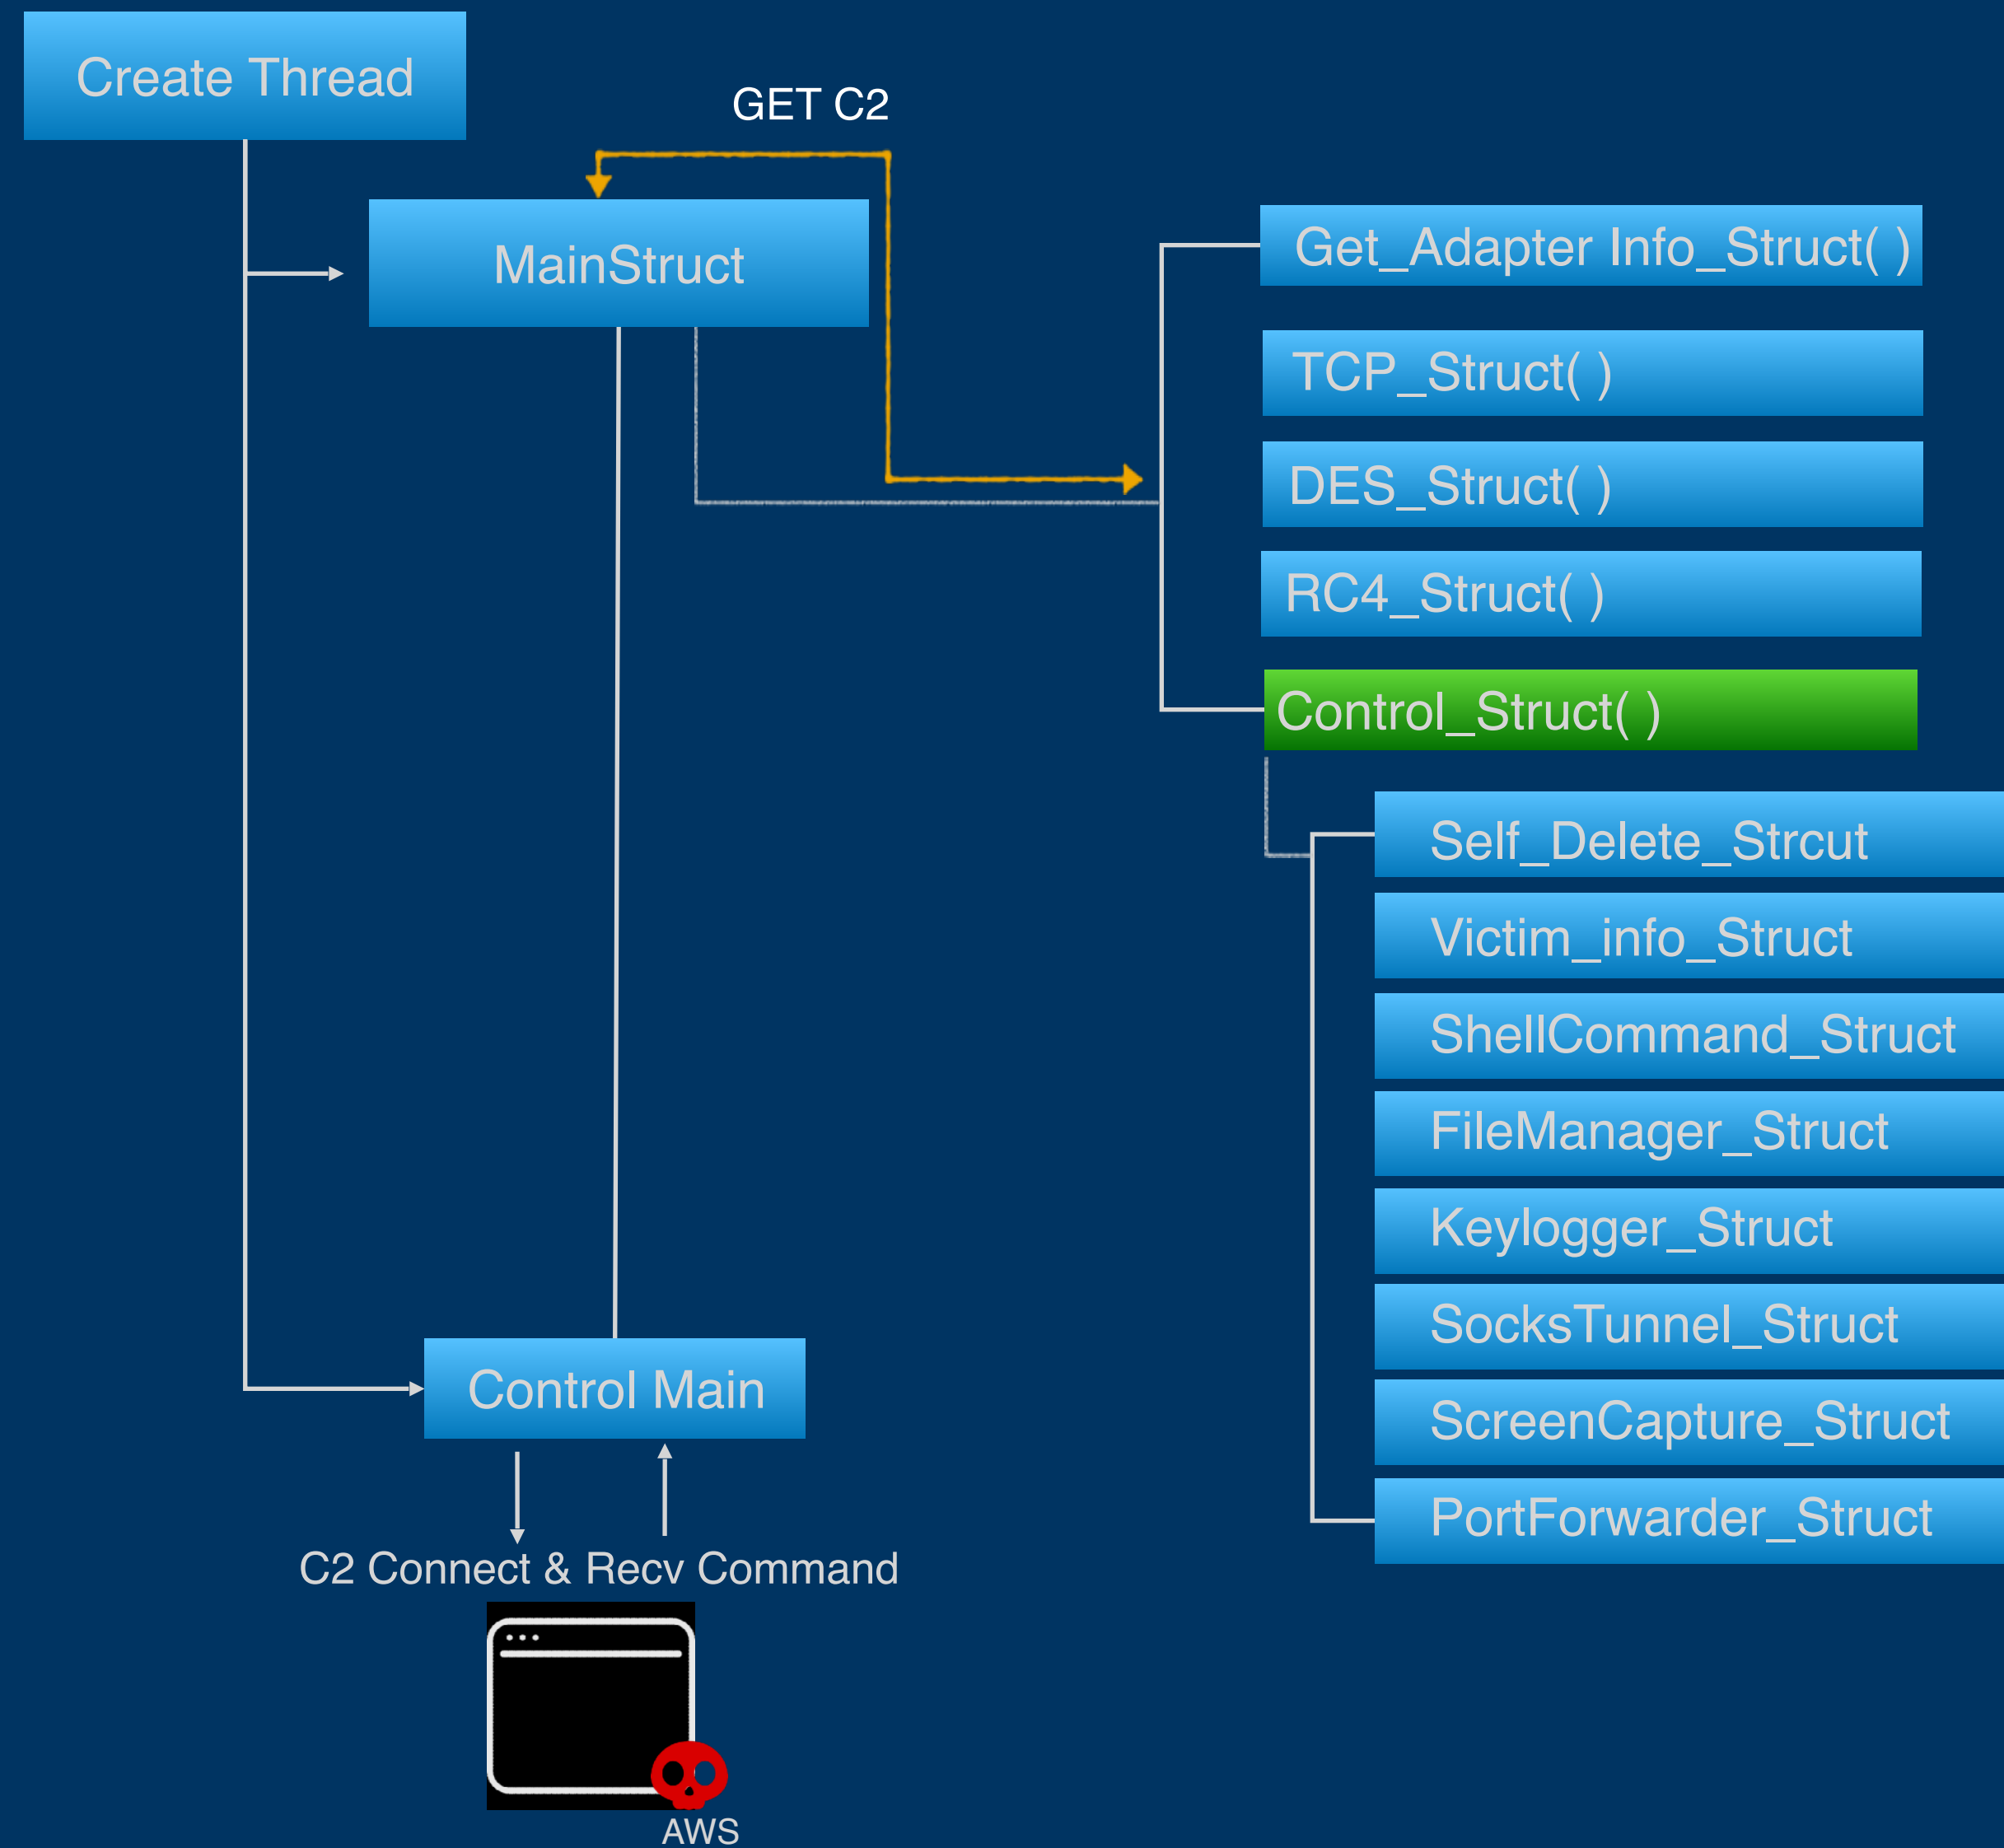 Create Thread
GET C2
MainStruct
Get_Adapter Info_Struct( )
TCP_Struct( )
DES_Struct( )
RC4_Struct( )
Control_Struct( )
Self_Delete_Strcut
Victim_info_Struct
ShellCommand_Struct
FileManager_Struct
Keylogger_Struct
SocksTunnel_Struct
ScreenCapture_Struct
PortForwarder_Struct
Control Main
C2 Connect & Recv Command
AWS